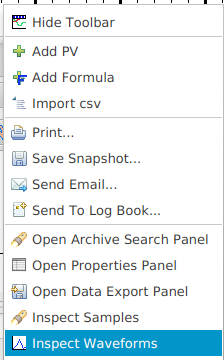 Hide Toolbar
Add PV
Add Formula
Import csv
Print...
Save Snapshot...
Send Email...
Send To Log Book...
Open Archive Search Panel
Open Properties Panel
Open Data Export Panel
Inspect Samples
Inspect Waveforms